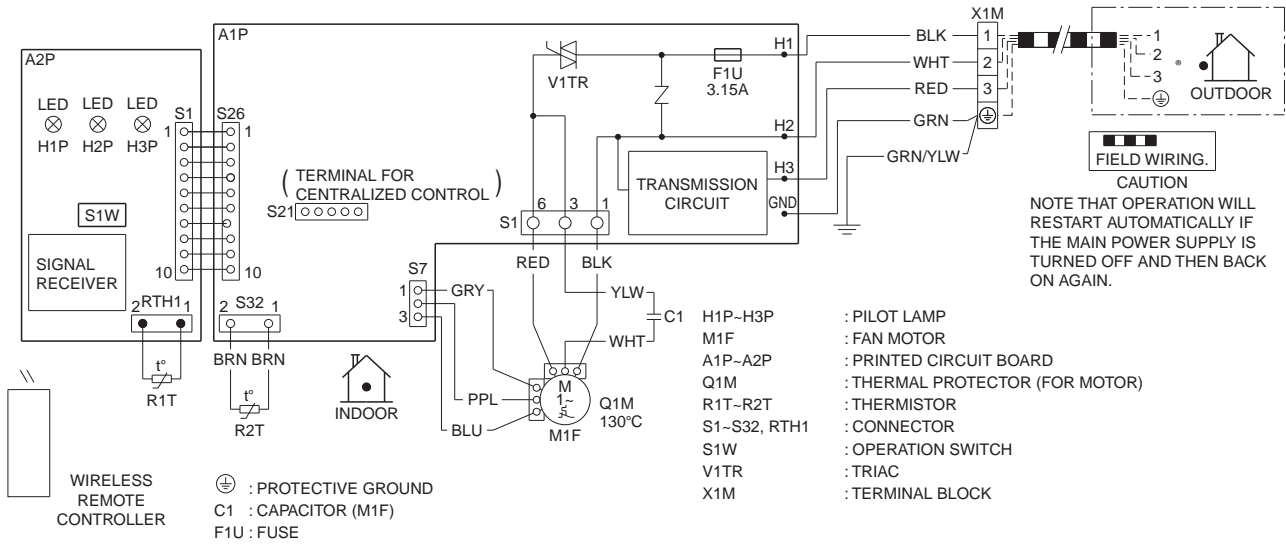 A2P
LED LED LED
H1P H2P H3P
S1 S26
1 1
10 10
S1W
SIGNAL
RECEIVER
2 RTH1 1
t°
R1T
A1P
V1TR
F1U
3.15A
H1
H2
H3
GND
TRANSMISSION
CIRCUIT
( TERMINAL FOR
CENTRALIZED CONTROL )
S21
S1 6 3 1
RED BLK
YLW
C1
WHT
S7
1 GRY
3
PPL
BLU
2 S32 1
BRN BRN
t°
R2T
INDOOR
M
1~
M1F
Q1M
130°C
X1M
BLK 1
WHT 2
RED 3
GRN
GRN/YLW
1
2
3
OUTDOOR
FIELD WIRING.
CAUTION
NOTE THAT OPERATION WILL
RESTART AUTOMATICALLY IF
THE MAIN POWER SUPPLY IS
TURNED OFF AND THEN BACK
ON AGAIN.
WIRELESS
REMOTE
CONTROLLER
: PROTECTIVE GROUND
C1 : CAPACITOR (M1F)
F1U : FUSE
H1P~H3P : PILOT LAMP
M1F : FAN MOTOR
A1P~A2P : PRINTED CIRCUIT BOARD
Q1M : THERMAL PROTECTOR (FOR MOTOR)
R1T~R2T : THERMISTOR
S1~S32, RTH1 : CONNECTOR
S1W : OPERATION SWITCH
V1TR : TRIAC
X1M : TERMINAL BLOCK